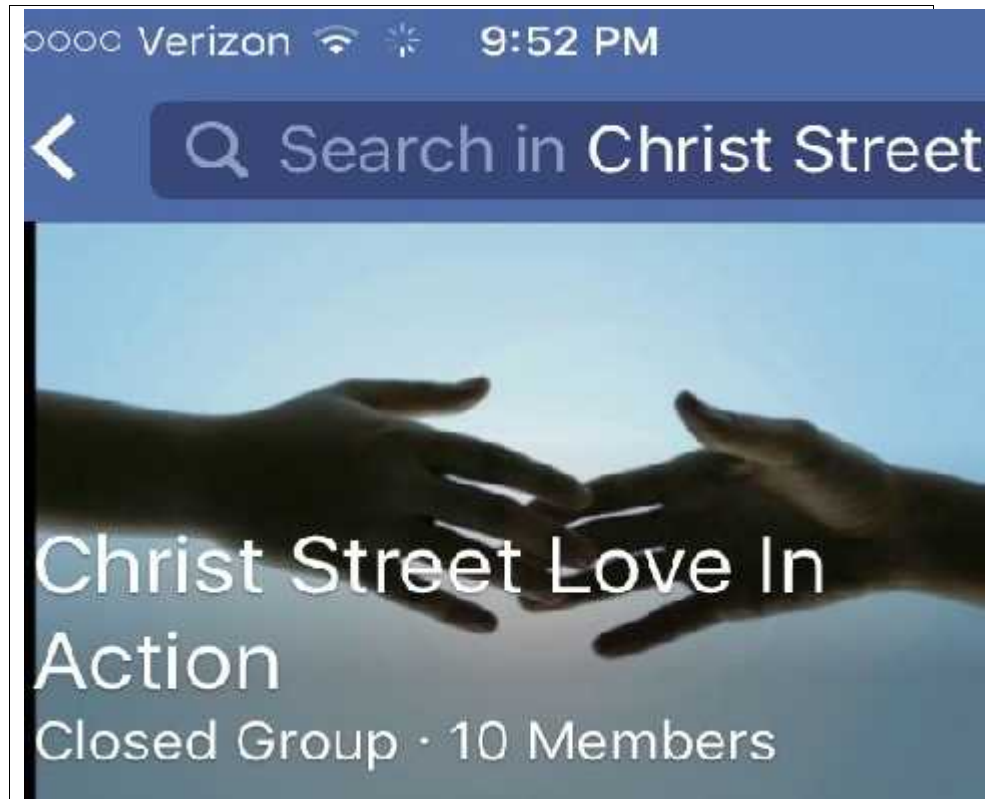 Verizon 9:52 PM
Search in Christ Street
Christ Street Love In
Action
Closed Group · 10 Members